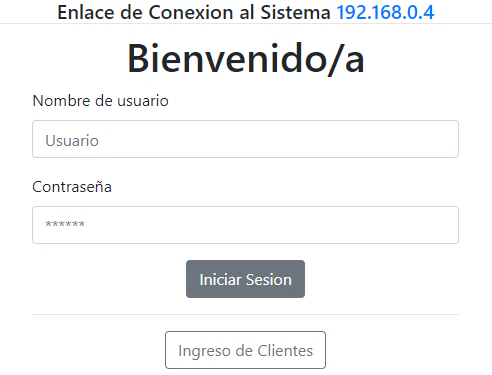 Enlace de Conexion al Sistema 192.168.0.4
Bienvenido/a
Nombre de usuario
Usuario
Contraseña
******
Iniciar Sesion
Ingreso de Clientes